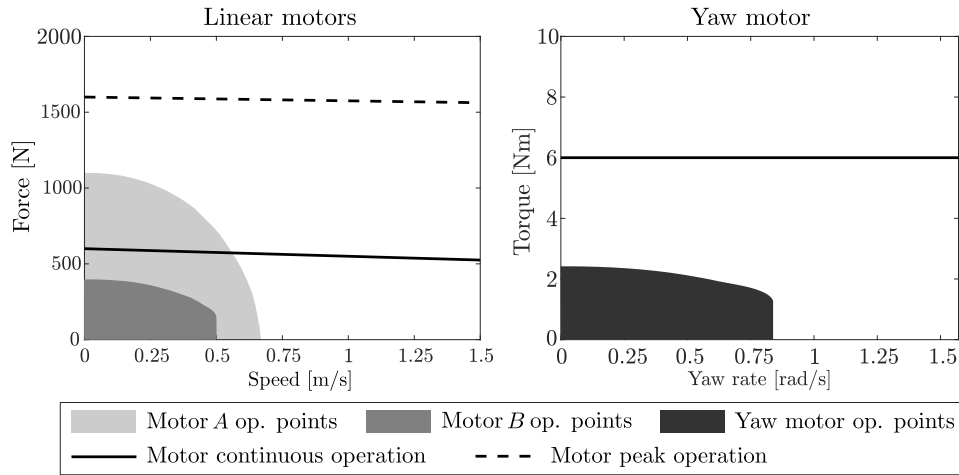 Linear motors
Yaw motor
Force [N]
2000
1500
1000
500
0
0 0.25 0.5 0.75 1 1.25 1.5
Speed [m/s]
Torque [Nm]
10
8
6
4
2
0
0 0.25 0.5 0.75 1 1.25 1.5
Yaw rate [rad/s]
Motor A op. points Motor B op. points Yaw motor op. points
Motor continuous operation Motor peak operation